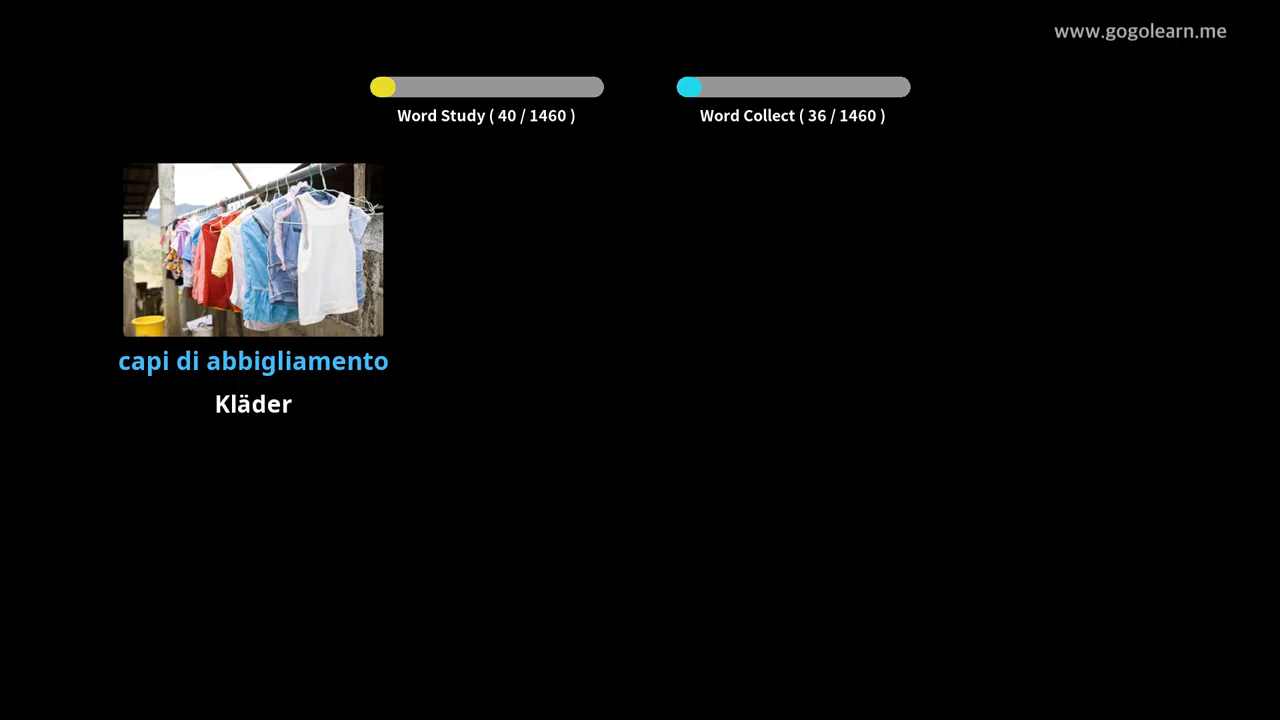 www.gogolearn.me
Word Study ( 40 / 1460 )
Word Collect ( 36 / 1460 )
capi di abbigliamento
Kläder